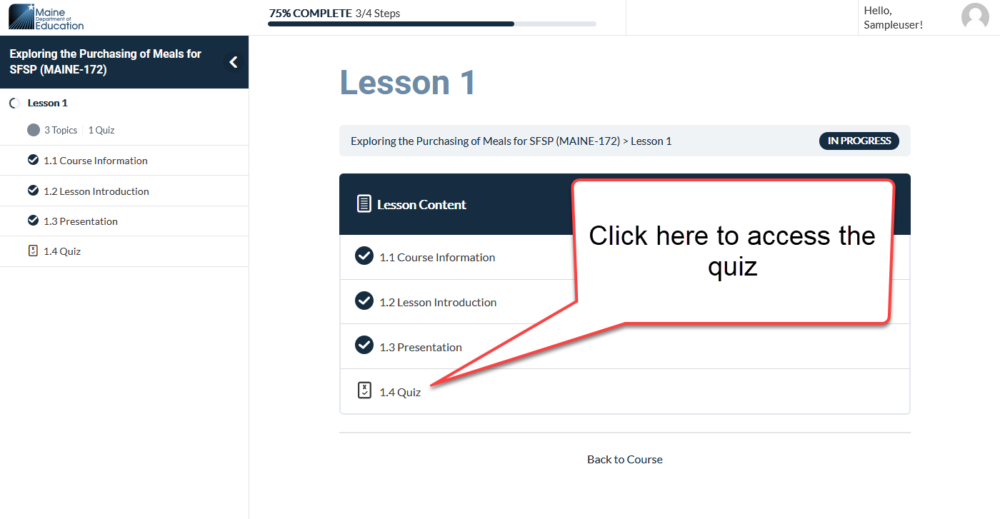 Maine
Department of
Education
75% COMPLETE 3/4 Steps
Hello,
Sampleuser!
Exploring the Purchasing of Meals for
SFSP (MAINE-172)
Lesson 1
3 Topics 1 Quiz
1.1 Course Information
1.2 Lesson Introduction
1.3 Presentation
1.4 Quiz
Lesson 1
Exploring the Purchasing of Meals for SFSP (MAINE-172) > Lesson 1
IN PROGRESS
Lesson Content
1.1 Course Information
1.2 Lesson Introduction
1.3 Presentation
1.4 Quiz
Click here to access the
quiz
Back to Course